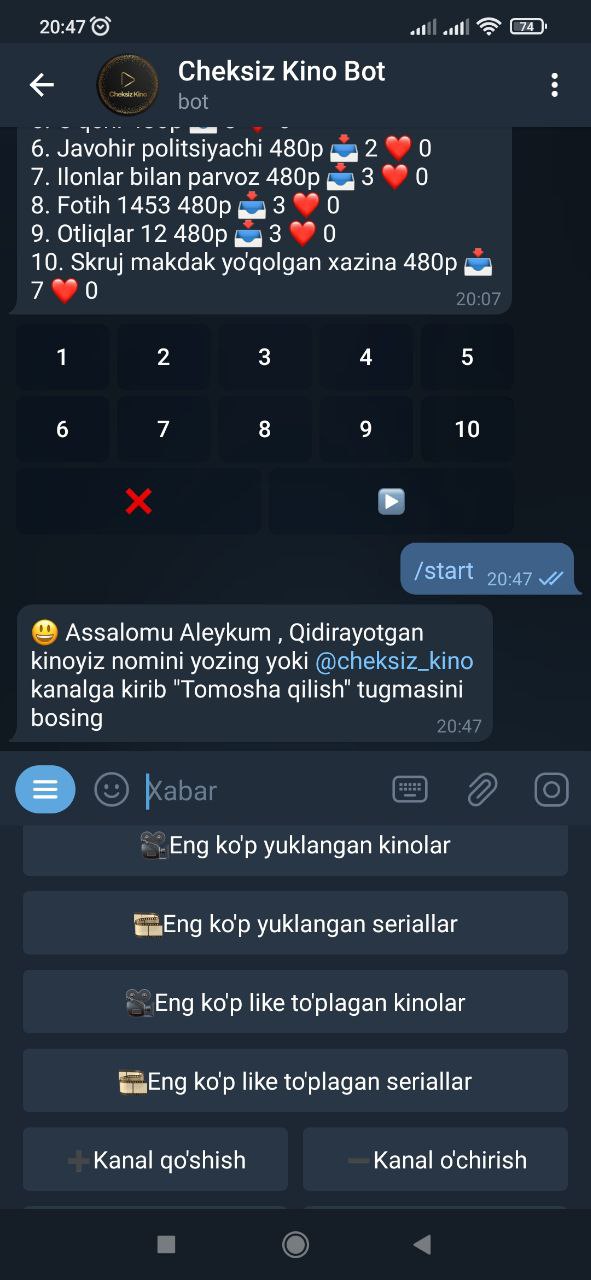 20:47
74
Cheksiz Kino
Cheksiz Kino Bot
bot
6. Javohir politsiyachi 480p 📥 2 ❤️ 0
7. Ilonlar bilan parvoz 480p 📥 3 ❤️ 0
8. Fotih 1453 480p 📥 3 ❤️ 0
9. Otliqlar 12 480p 📥 3 ❤️ 0
10. Skruj makdak yo'qolgan xazina 480p 📥
7 ❤️ 0
20:07
1 2 3 4 5
6 7 8 9 10
❌ ▶️
/start 20:47
😃 Assalomu Aleykum , Qidirayotgan
kinoyiz nomini yozing yoki @cheksiz_kino
kanalga kirib "Tomosha qilish" tugmasini
bosing
20:47
Xabar
🎥Eng ko'p yuklangan kinolar
🎞Eng ko'p yuklangan seriallar
🎥Eng ko'p like to'plagan kinolar
🎞Eng ko'p like to'plagan seriallar
➕Kanal qo'shish ➖Kanal o'chirish